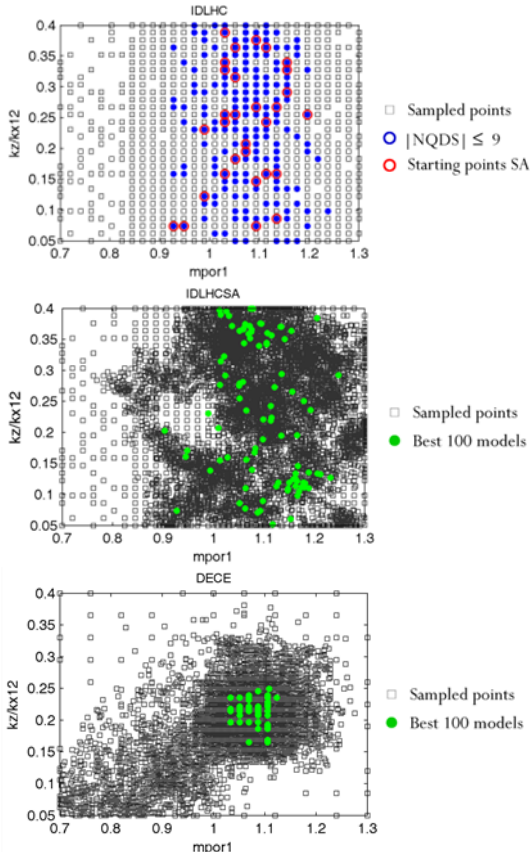 IDLHC
0.4
0.35
0.3
0.25
0.2
0.15
0.1
0.05
kz/kx12
0.7 0.8 0.9 1 1.1 1.2 1.3
mpor1
Sampled points
|NQDS| ≤ 9
Starting points SA
IDLHCSA
0.4
0.35
0.3
0.25
0.2
0.15
0.1
0.05
kz/kx12
0.7 0.8 0.9 1 1.1 1.2 1.3
mpor1
Sampled points
Best 100 models
DECE
0.4
0.35
0.3
0.25
0.2
0.15
0.1
0.05
kz/kx12
0.7 0.8 0.9 1 1.1 1.2 1.3
mpor1
Sampled points
Best 100 models